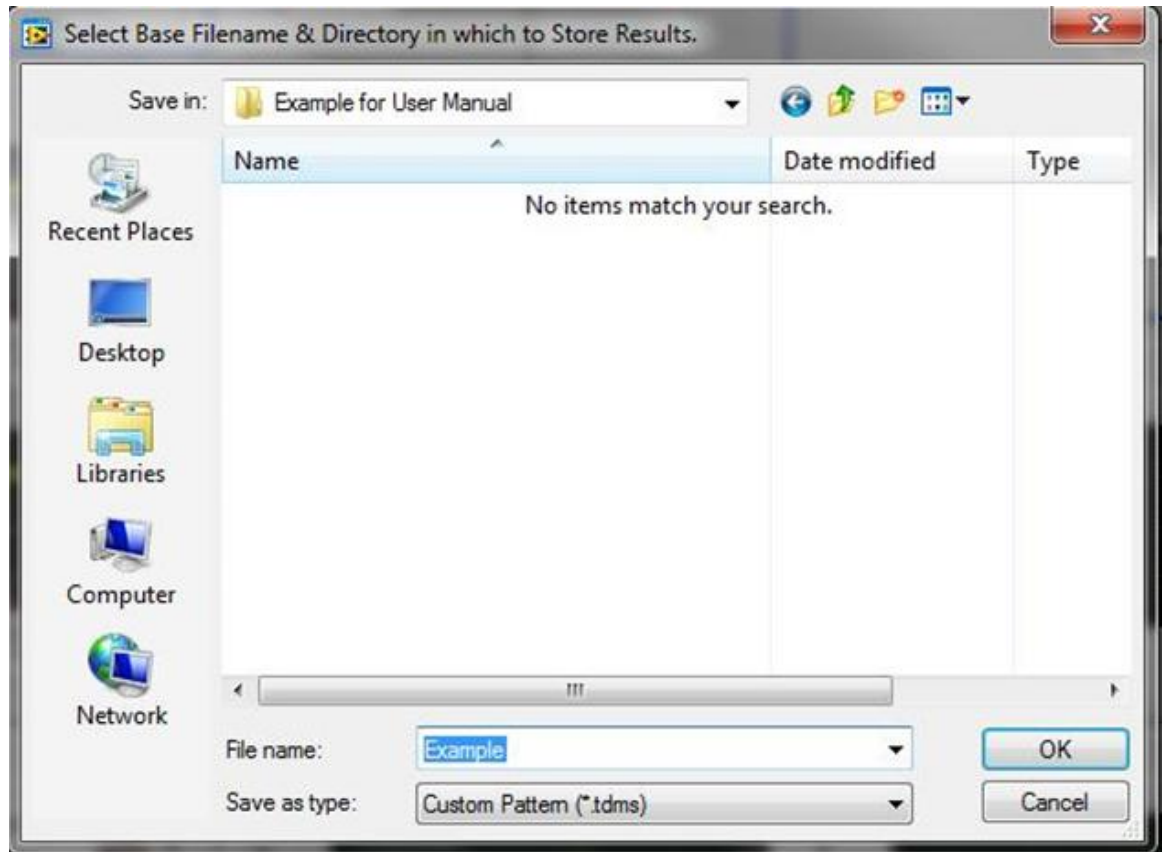 Select Base Filename & Directory in which to Store Results.
Save in: Example for User Manual
Name Date modified Type
No items match your search.
Recent Places
Desktop
Libraries
Computer
Network
File name: Example OK
Save as type: Custom Pattern (*.tdms) Cancel